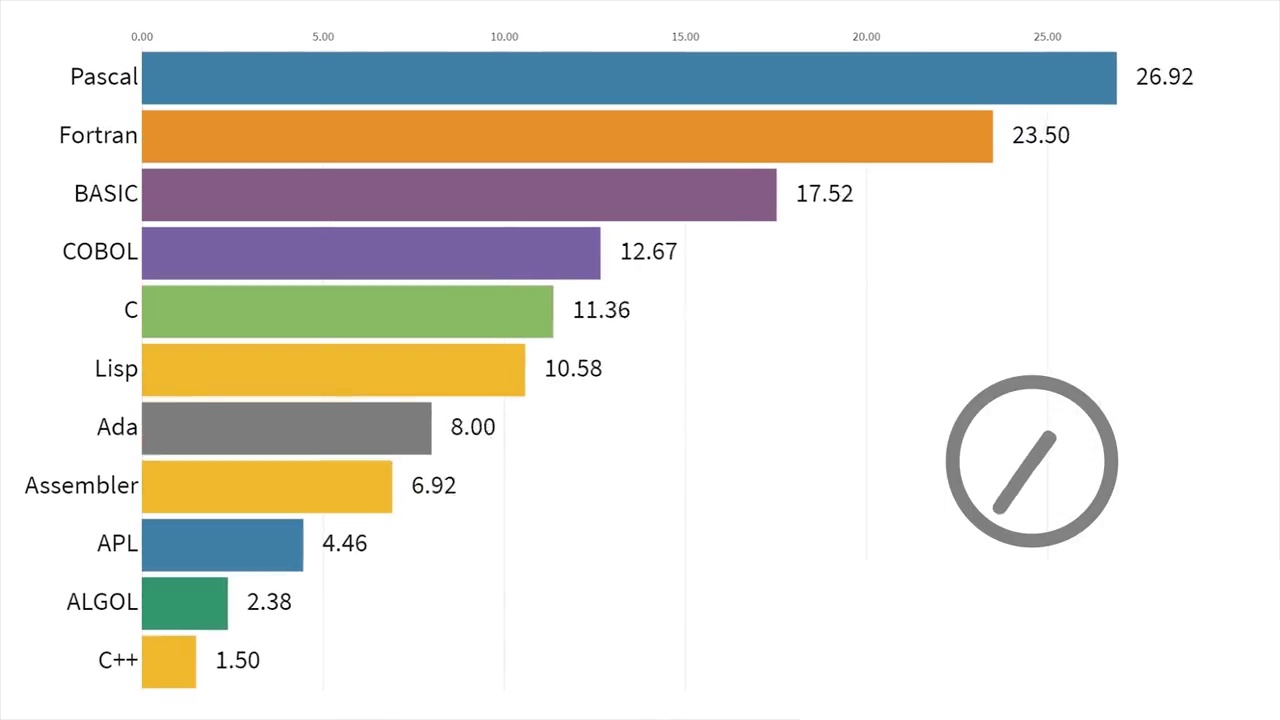 0.00 5.00 10.00 15.00 20.00 25.00
Pascal 26.92
Fortran 23.50
BASIC 17.52
COBOL 12.67
C 11.36
Lisp 10.58
Ada 8.00
Assembler 6.92
APL 4.46
ALGOL 2.38
C++ 1.50